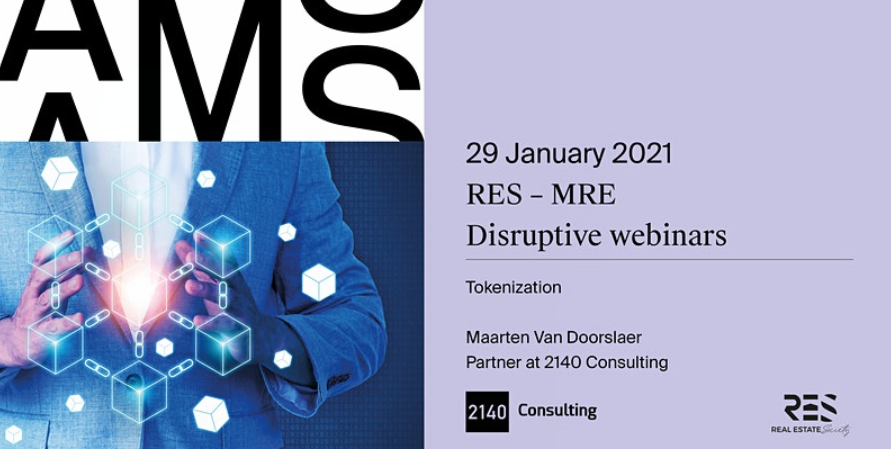 AMS
29 January 2021
RES – MRE
Disruptive webinars
Tokenization
Maarten Van Doorslaer
Partner at 2140 Consulting
2140 Consulting
RES
REAL ESTATE Society